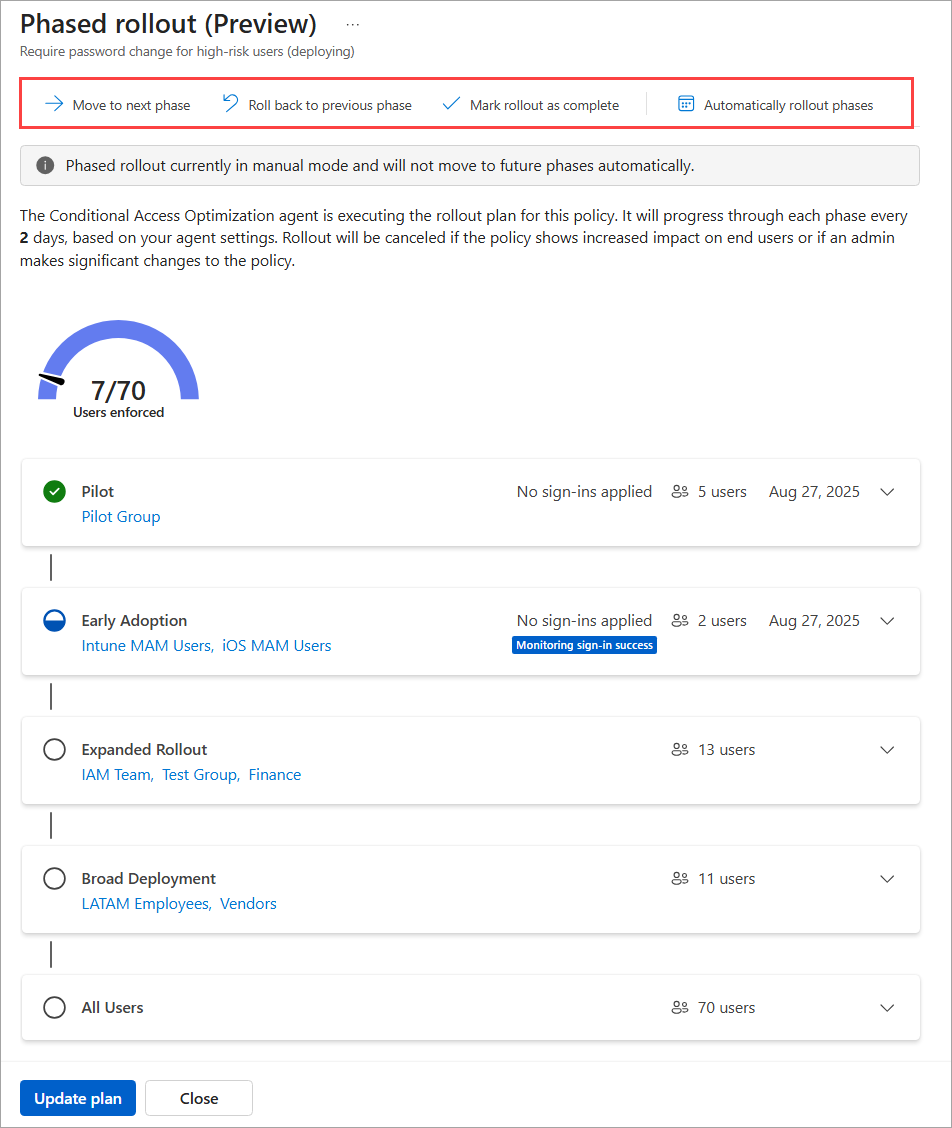 Phased rollout (Preview) ...
Require password change for high-risk users (deploying)
Move to next phase Roll back to previous phase Mark rollout as complete Automatically rollout phases
Phased rollout currently in manual mode and will not move to future phases automatically.
The Conditional Access Optimization agent is executing the rollout plan for this policy. It will progress through each phase every
2 days, based on your agent settings. Rollout will be canceled if the policy shows increased impact on end users or if an admin
makes significant changes to the policy.
7/70
Users enforced
Pilot No sign-ins applied 5 users Aug 27, 2025
Pilot Group
Early Adoption No sign-ins applied 2 users Aug 27, 2025
Intune MAM Users, iOS MAM Users Monitoring sign-in success
Expanded Rollout 13 users
IAM Team, Test Group, Finance
Broad Deployment 11 users
LATAM Employees, Vendors
All Users 70 users
Update plan Close